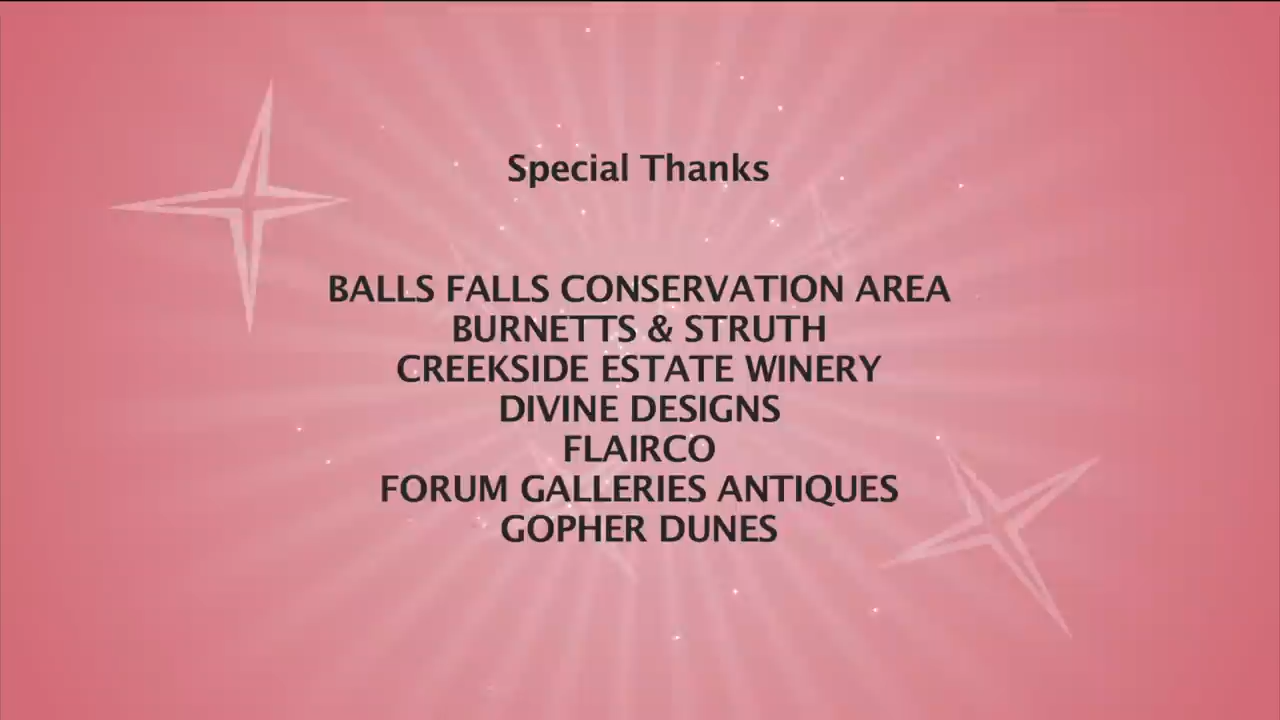 Special Thanks
BALLS FALLS CONSERVATION AREA
BURNETTS & STRUTH
CREEKSIDE ESTATE WINERY
DIVINE DESIGNS
FLAIRCO
FORUM GALLERIES ANTIQUES
GOPHER DUNES